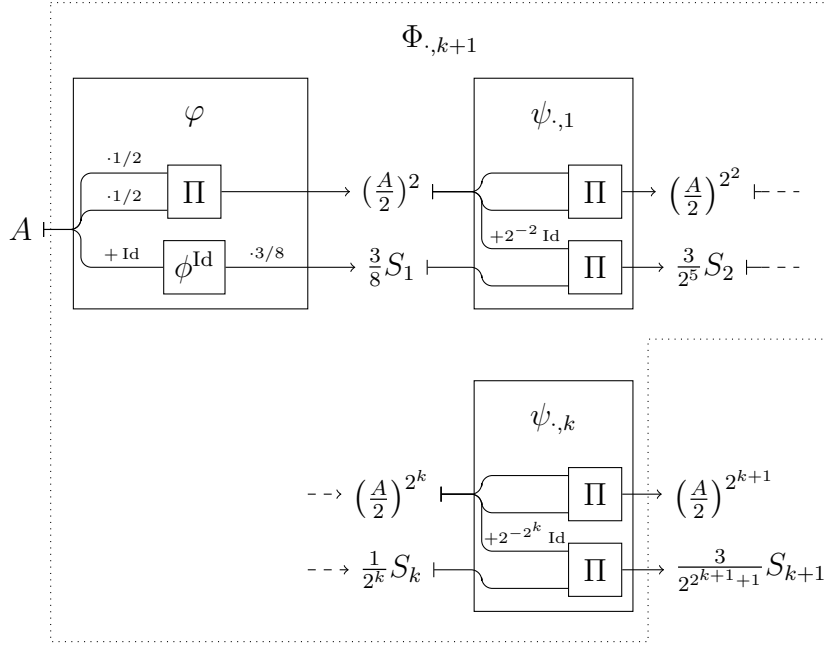 Φ_{·,k+1}
φ
ψ_{·,1}
·1/2
·1/2
Π
(A/2)^2
Π
(A/2)^{2^2}
A
+ Id
ϕ^{Id}
·3/8
3/8 S_1
+2^{-2} Id
Π
3/2^5 S_2
ψ_{·,k}
(A/2)^{2^k}
Π
(A/2)^{2^{k+1}}
1/2^k S_k
+2^{-2^k} Id
Π
3/2^{2^{k+1}+1} S_{k+1}